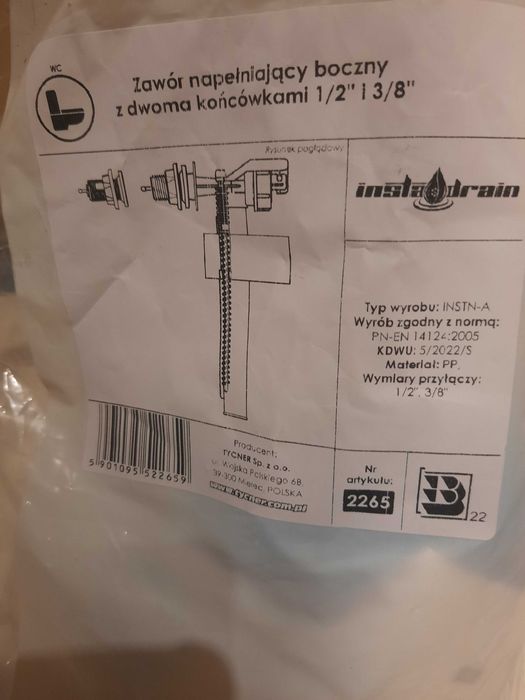 WC
Zawór napełniający boczny
z dwoma końcówkami 1/2" i 3/8"
Rysunek poglądowy
instadrain
Typ wyrobu: INSTN-A
Wyrób zgodny z normą:
PN-EN 14124:2005
KDWU: 5/2022/S
Materiał: PP,
Wymiary przyłączy:
1/2", 3/8"
5 901095 522659
Producent:
TYCNER Sp. z o.o.
ul. Wojska Polskiego 6B
39-300 Mielec, POLSKA
www.tycner.com.pl
Nr
artykułu:
2265
B
22